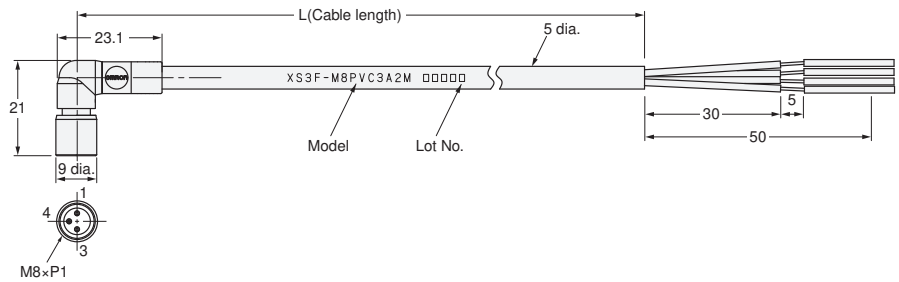 L(Cable length)
23.1
5 dia.
omron
XS3F-M8PVC3A2M □□□□□
21
30
5
50
Model
Lot No.
9 dia.
1
4
3
M8×P1